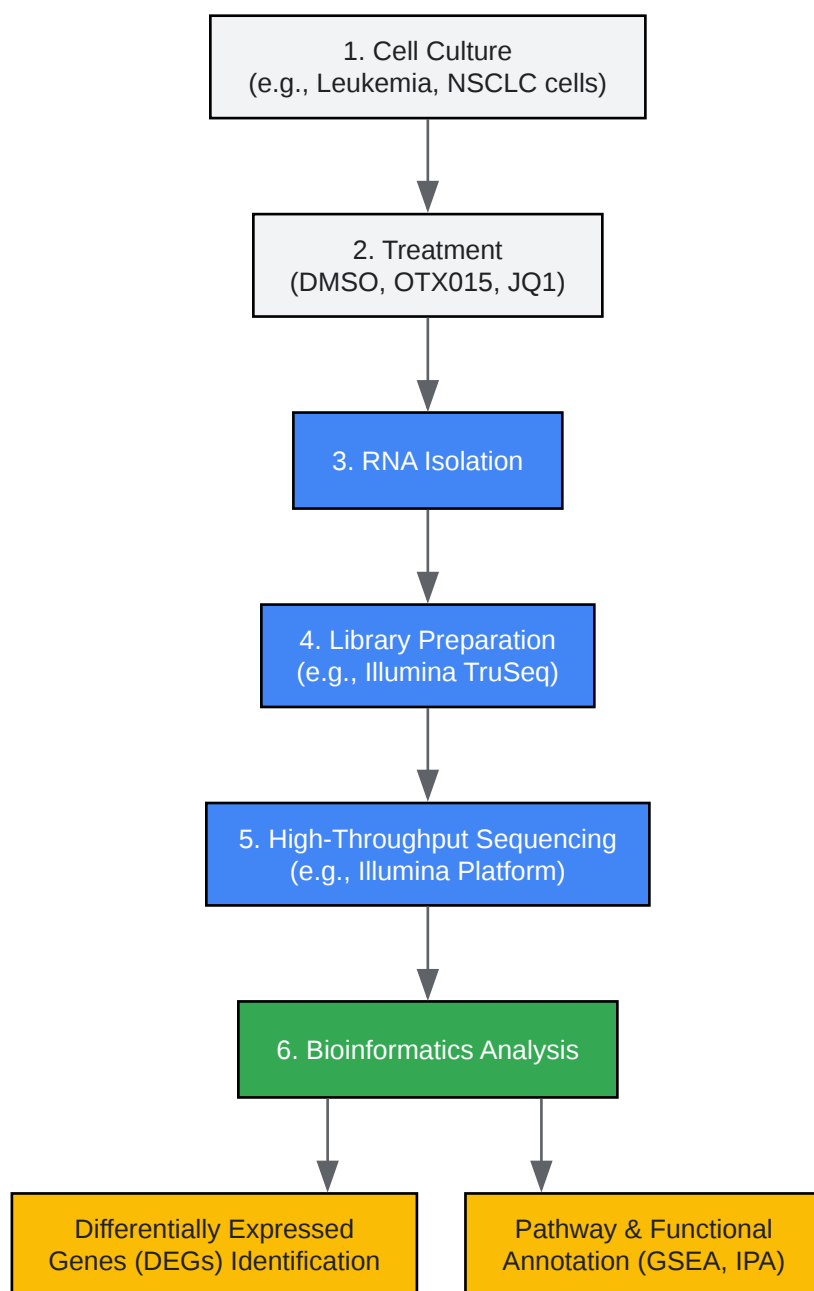 1. Cell Culture
(e.g., Leukemia, NSCLC cells)
2. Treatment
(DMSO, OTX015, JQ1)
3. RNA Isolation
4. Library Preparation
(e.g., Illumina TruSeq)
5. High-Throughput Sequencing
(e.g., Illumina Platform)
6. Bioinformatics Analysis
Differentially Expressed
Genes (DEGs) Identification
Pathway & Functional
Annotation (GSEA, IPA)